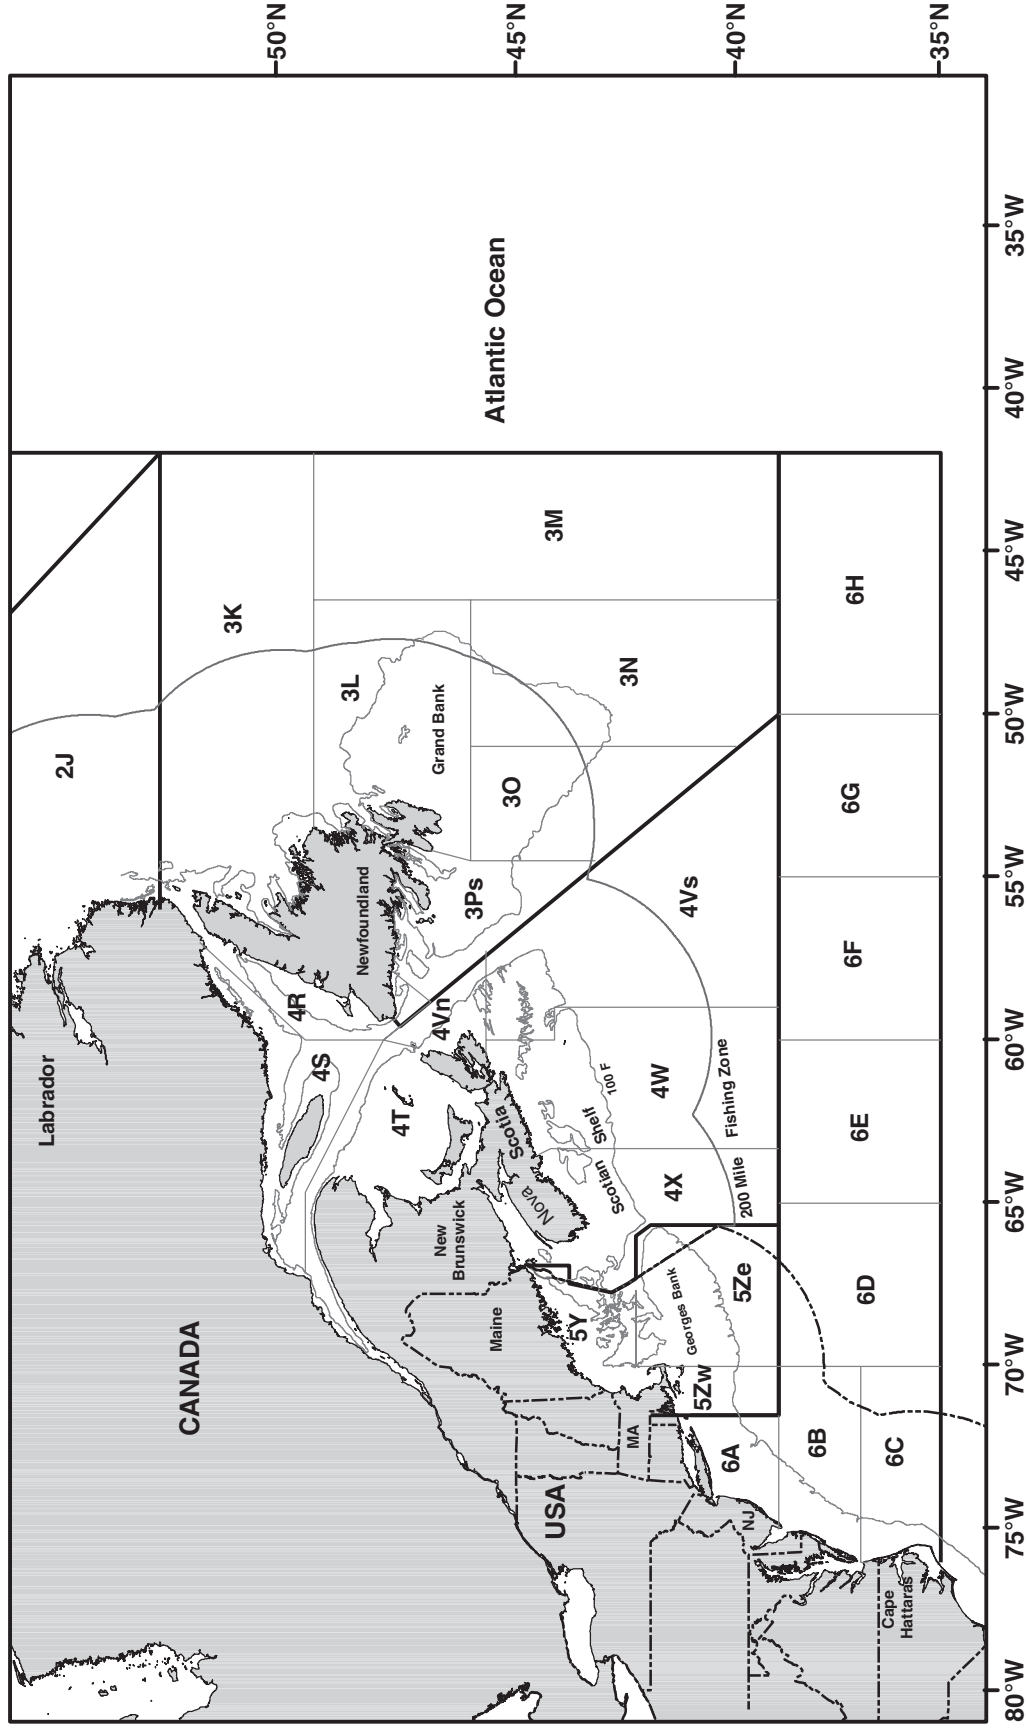 50°N
45°N
40°N
35°N
35°W
40°W
45°W
50°W
55°W
60°W
65°W
70°W
75°W
80°W
Atlantic Ocean
CANADA
USA
Labrador
Newfoundland
Grand Bank
New
Brunswick
Maine
Nova
Scotia
Scotian
Shelf
100 F
200 Mile
Fishing Zone
Georges Bank
MA
NJ
Cape
Hattaras
2J
3K
3L
3M
3N
3O
3Ps
4R
4S
4T
4Vn
4Vs
4W
4X
5Y
5Ze
5Zw
6A
6B
6C
6D
6E
6F
6G
6H